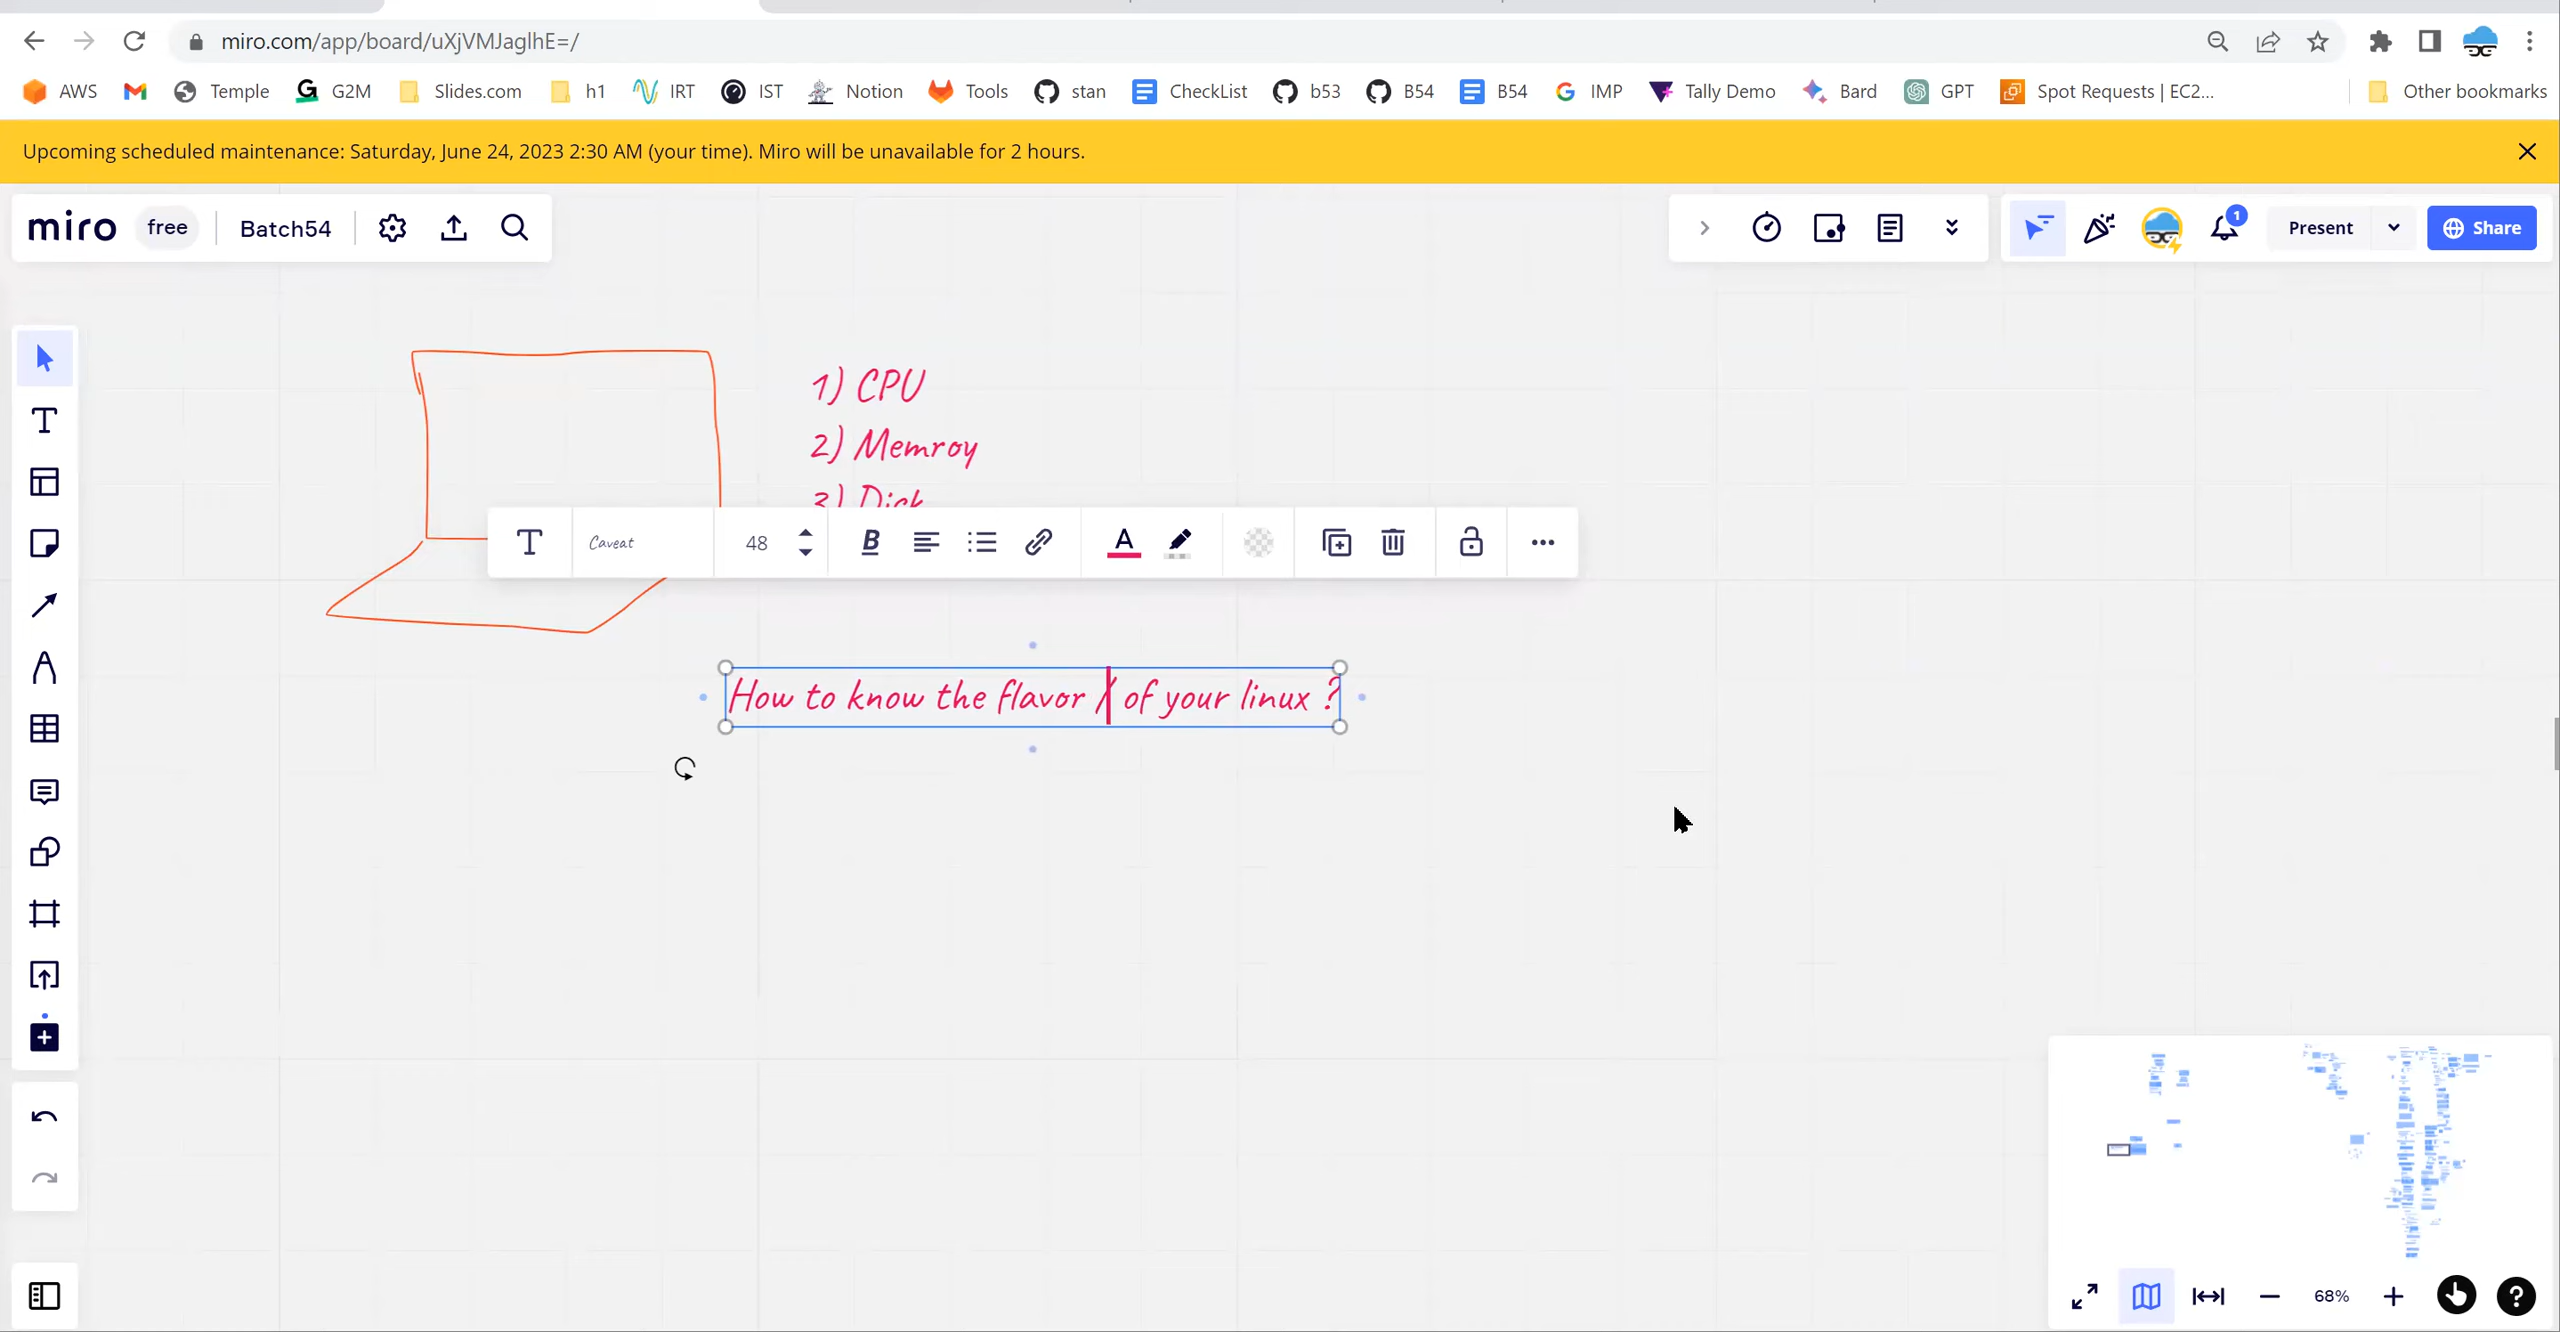 miro.com/app/board/uXjVMJaglhE=/
AWS Temple G2M Slides.com h1 IRT IST Notion Tools stan CheckList b53 B54 B54 IMP Tally Demo Bard GPT Spot Requests | EC2... Other bookmarks
Upcoming scheduled maintenance: Saturday, June 24, 2023 2:30 AM (your time). Miro will be unavailable for 2 hours.
miro free Batch54 1 Present Share
1) CPU
2) Memroy
3) Disk
Caveat 48 B A
How to know the flavor / of your linux ?
68%